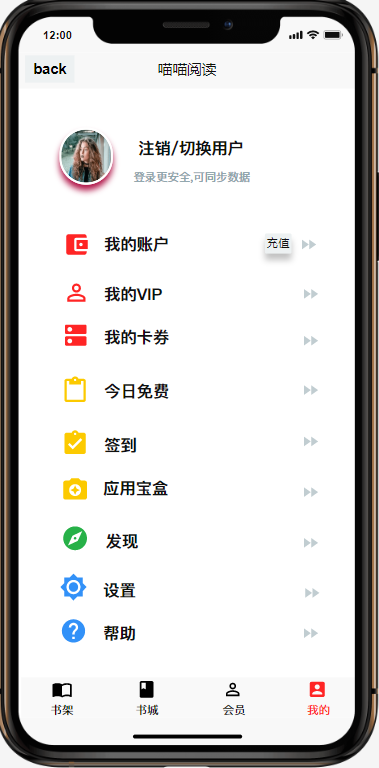 12:00
back
喵喵阅读
注销/切换用户
登录更安全,可同步数据
我的账户
充值
我的VIP
我的卡券
今日免费
签到
应用宝盒
发现
设置
帮助
书架
书城
会员
我的